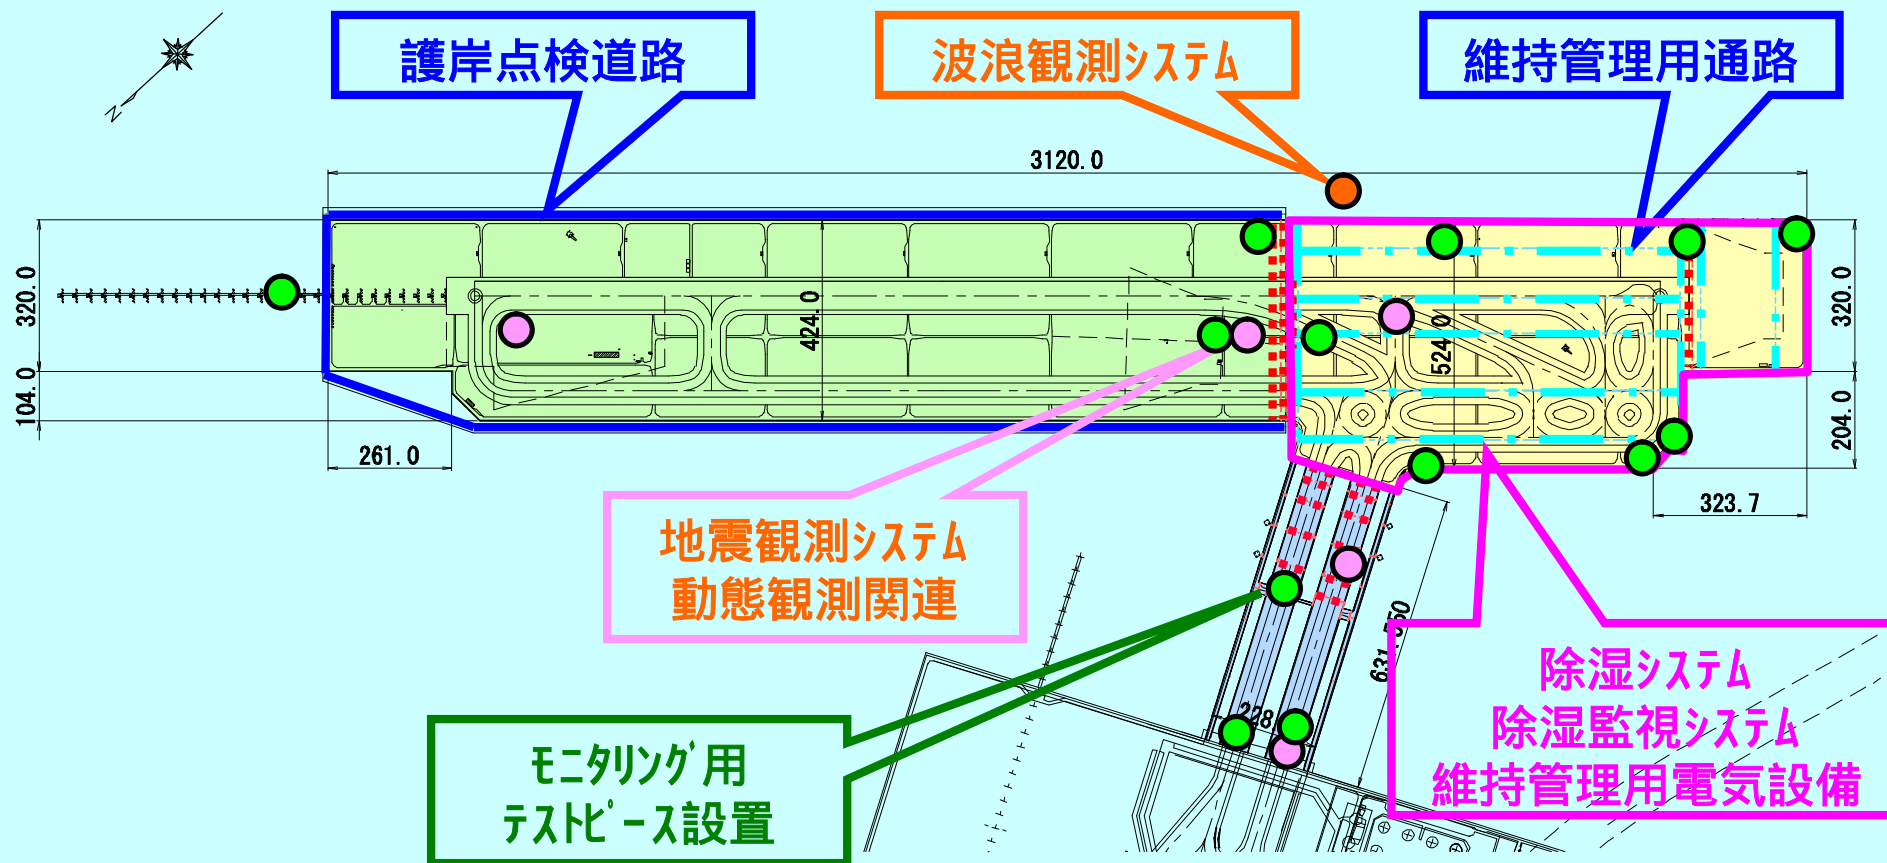 護岸点検道路
波浪観測システム
維持管理用通路
N
3120.0
320.0
104.0
261.0
424.0
524.0
320.0
204.0
323.7
地震観測システム
動態観測関連
631.550
228
モニタリング用
テストピース設置
除湿システム
除湿監視システム
維持管理用電気設備